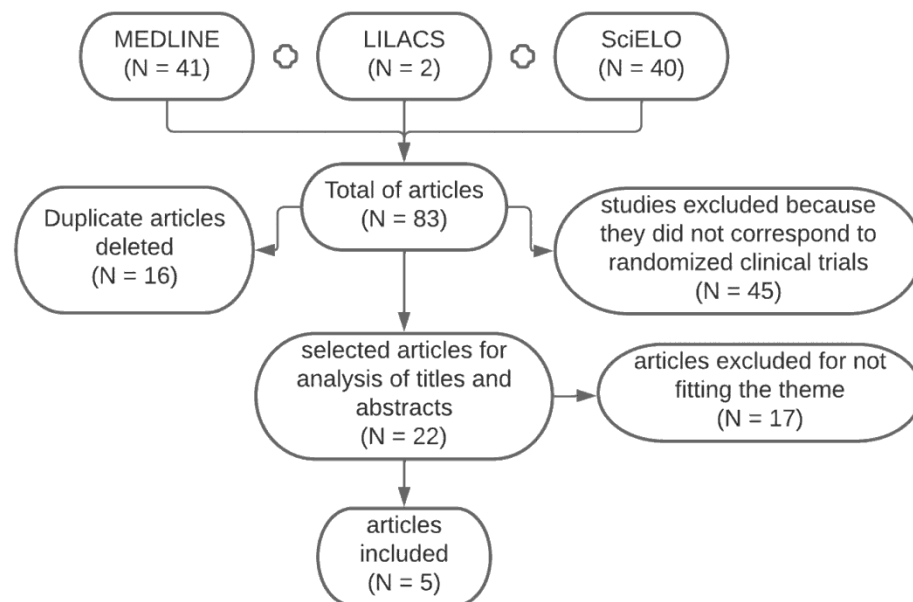 MEDLINE
(N = 41)
LILACS
(N = 2)
SciELO
(N = 40)
Total of articles
(N = 83)
Duplicate articles
deleted
(N = 16)
studies excluded because
they did not correspond to
randomized clinical trials
(N = 45)
selected articles for
analysis of titles and
abstracts
(N = 22)
articles excluded for not
fitting the theme
(N = 17)
articles
included
(N = 5)